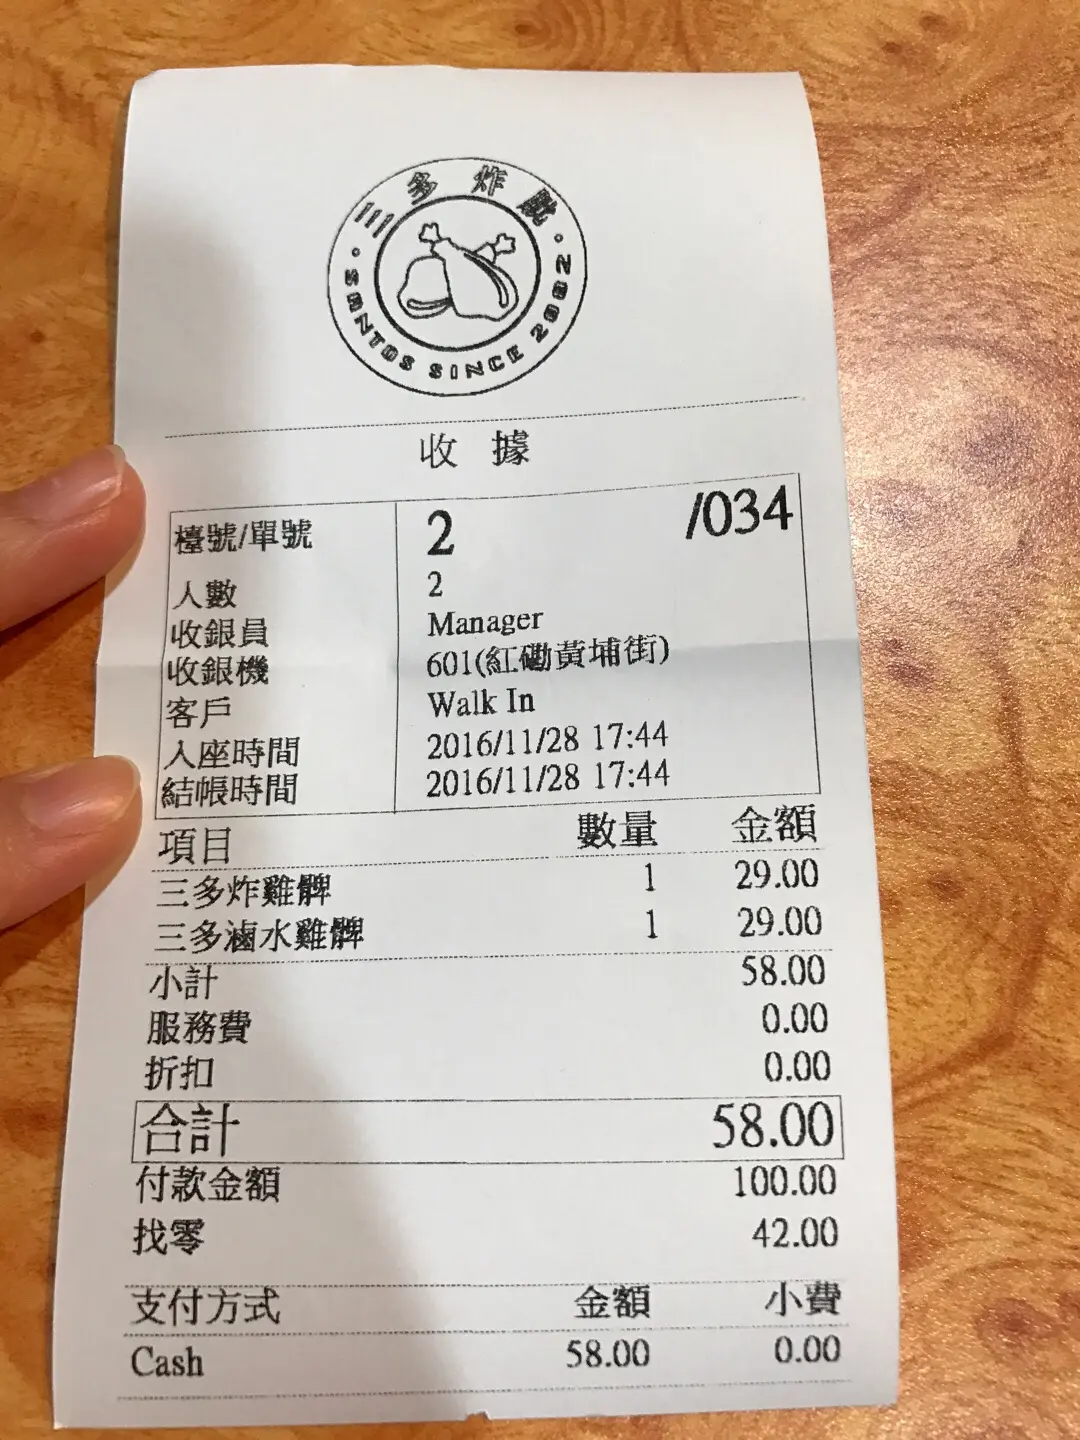 三多炸髀
SANTOS SINCE 2002
收 據
檯號/單號 2 /034
人數 2
收銀員 Manager
收銀機 601(紅磡黃埔街)
客戶 Walk In
入座時間 2016/11/28 17:44
結帳時間 2016/11/28 17:44
項目 數量 金額
三多炸雞髀 1 29.00
三多滷水雞髀 1 29.00
小計 58.00
服務費 0.00
折扣 0.00
合計 58.00
付款金額 100.00
找零 42.00
支付方式 金額 小費
Cash 58.00 0.00